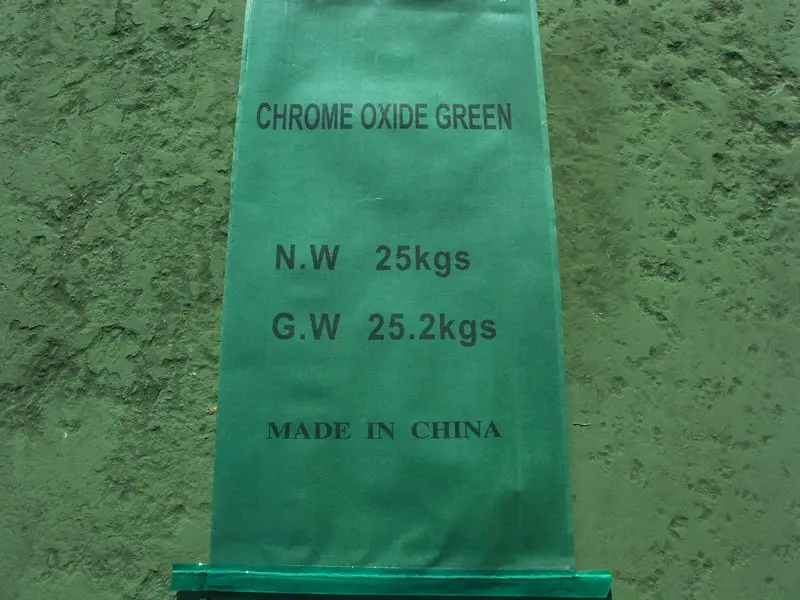 CHROME OXIDE GREEN
N.W 25kgs
G.W 25.2kgs
MADE IN CHINA